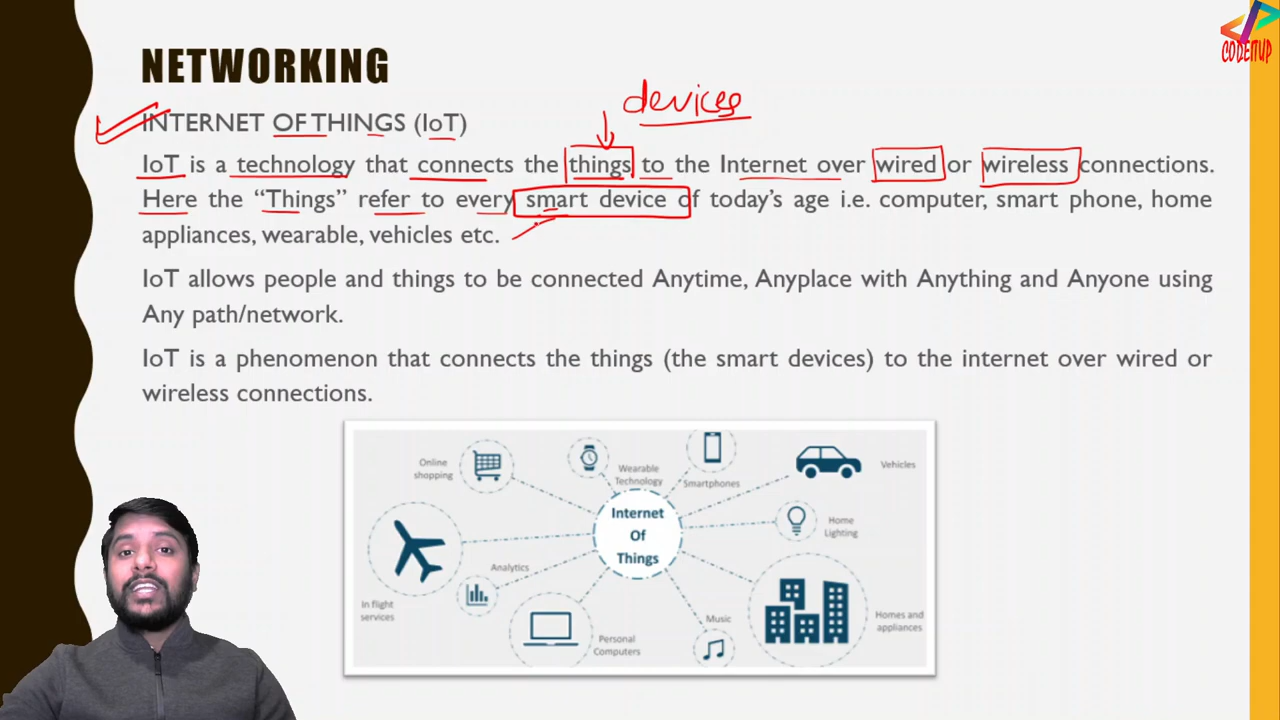 CODEITUP
NETWORKING
devices
INTERNET OF THINGS (IoT)
IoT is a technology that connects the things to the Internet over wired or wireless connections.
Here the “Things” refer to every smart device of today’s age i.e. computer, smart phone, home
appliances, wearable, vehicles etc.
IoT allows people and things to be connected Anytime, Anyplace with Anything and Anyone using
Any path/network.
IoT is a phenomenon that connects the things (the smart devices) to the internet over wired or
wireless connections.
Online
shopping
Wearable
Technology
Smartphones
Vehicles
Internet
Of
Things
Home
Lighting
Analytics
In flight
services
Personal
Computers
Music
Homes and
appliances